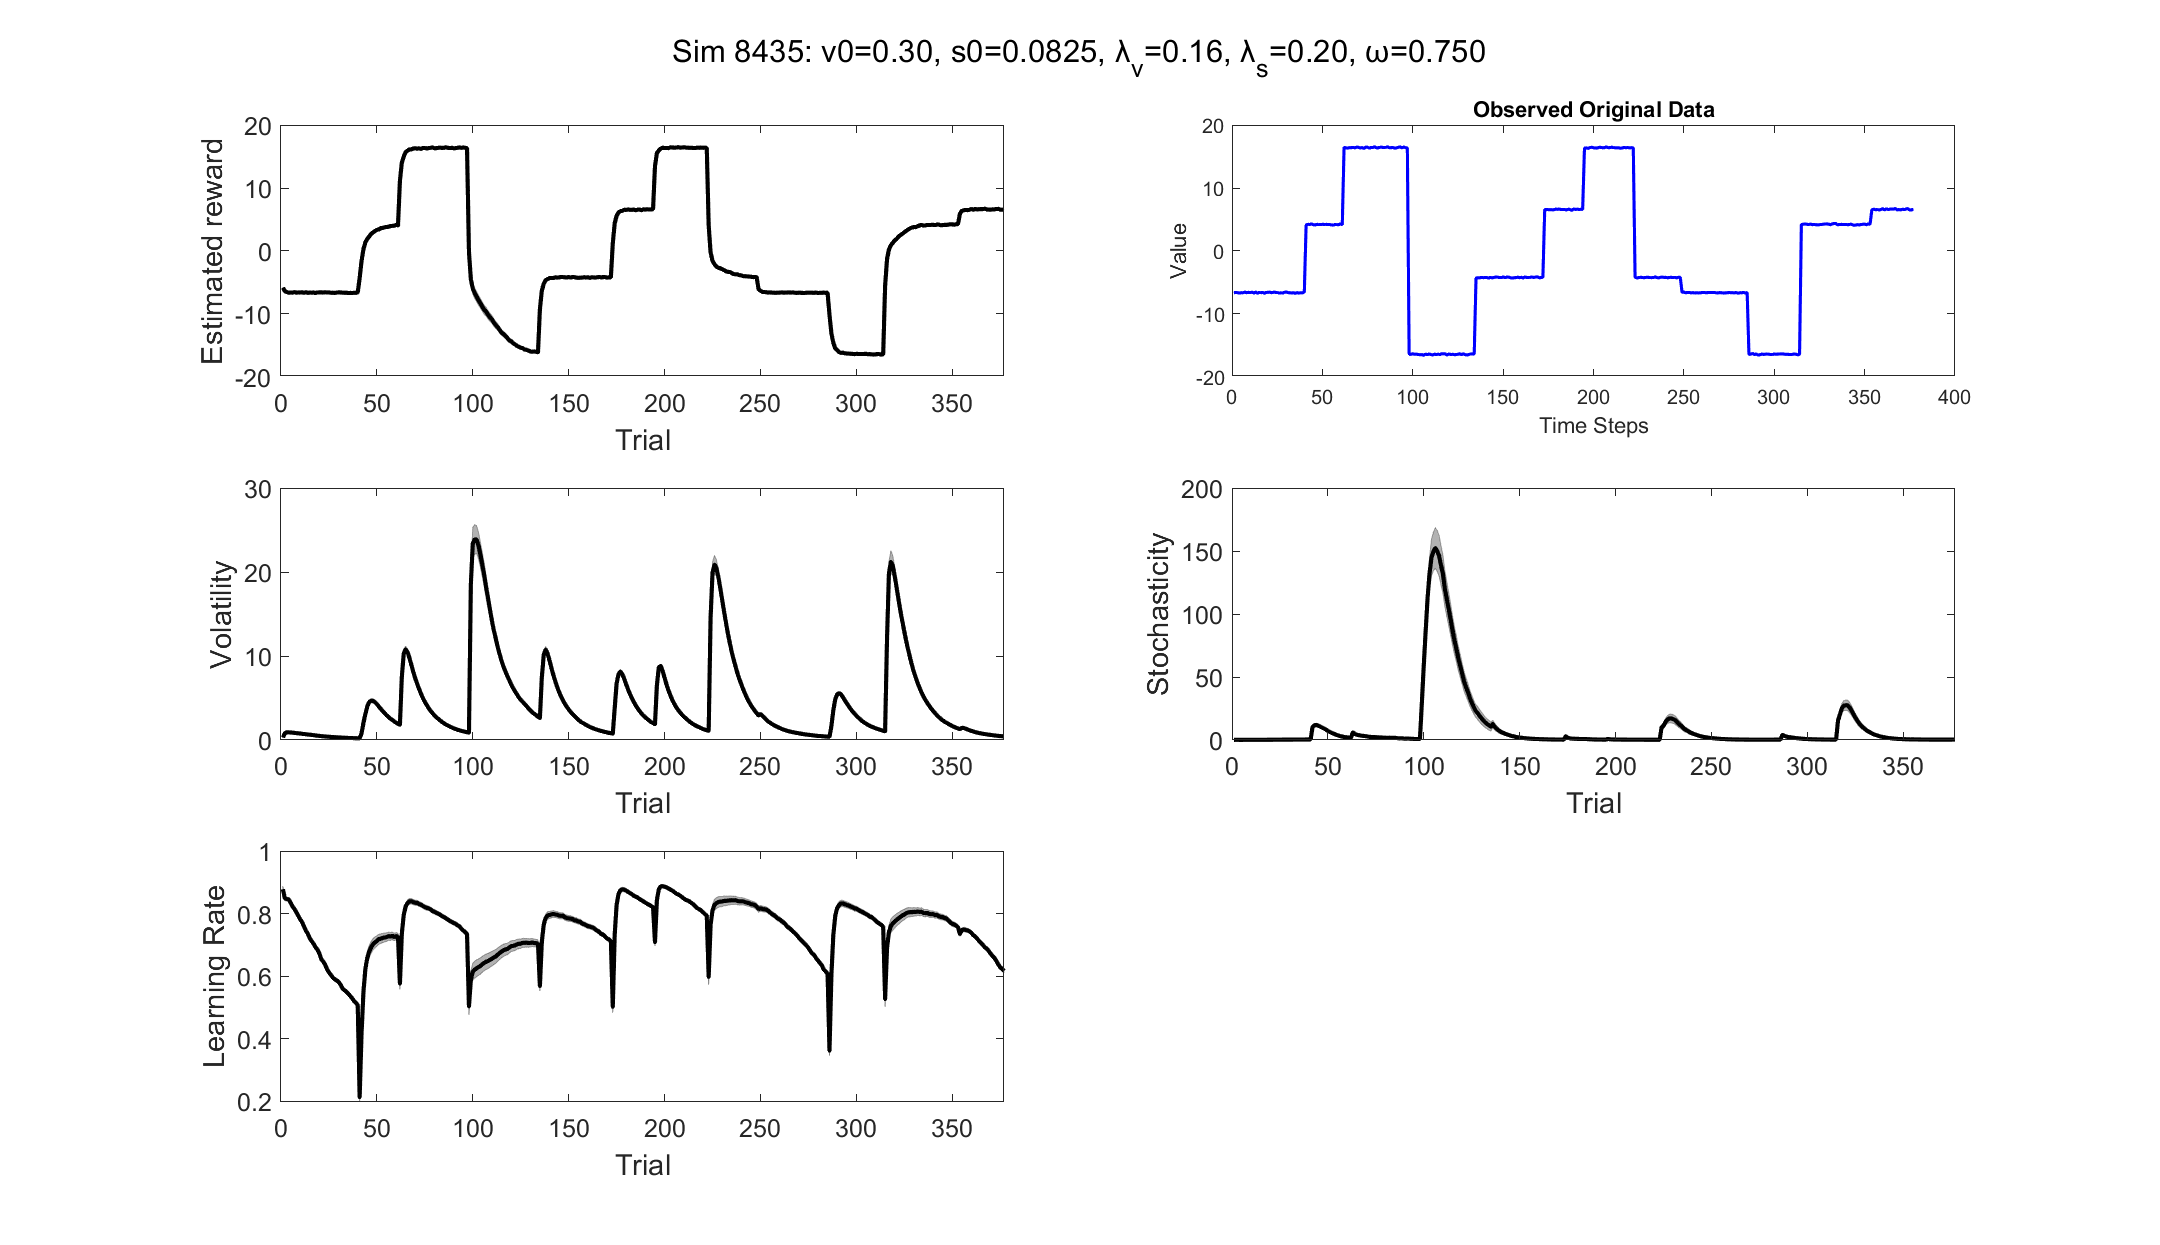 Sim 8435: v0=0.30, s0=0.0825, λv=0.16, λs=0.20, ω=0.750
20
10
0
-10
-20
Estimated reward
0 50 100 150 200 250 300 350
Trial
Observed Original Data
20
10
0
-10
-20
Value
0 50 100 150 200 250 300 350 400
Time Steps
30
20
10
0
Volatility
0 50 100 150 200 250 300 350
Trial
200
150
100
50
0
Stochasticity
0 50 100 150 200 250 300 350
Trial
1
0.8
0.6
0.4
0.2
Learning Rate
0 50 100 150 200 250 300 350
Trial